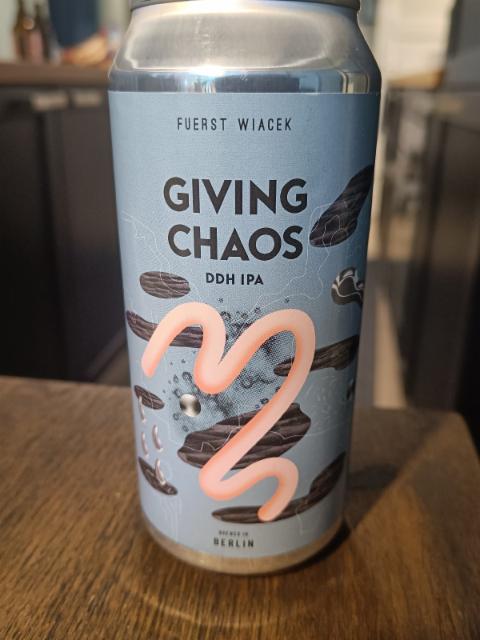 FUERST WIACEK
GIVING
CHAOS
DDH IPA
BREWED IN
BERLIN